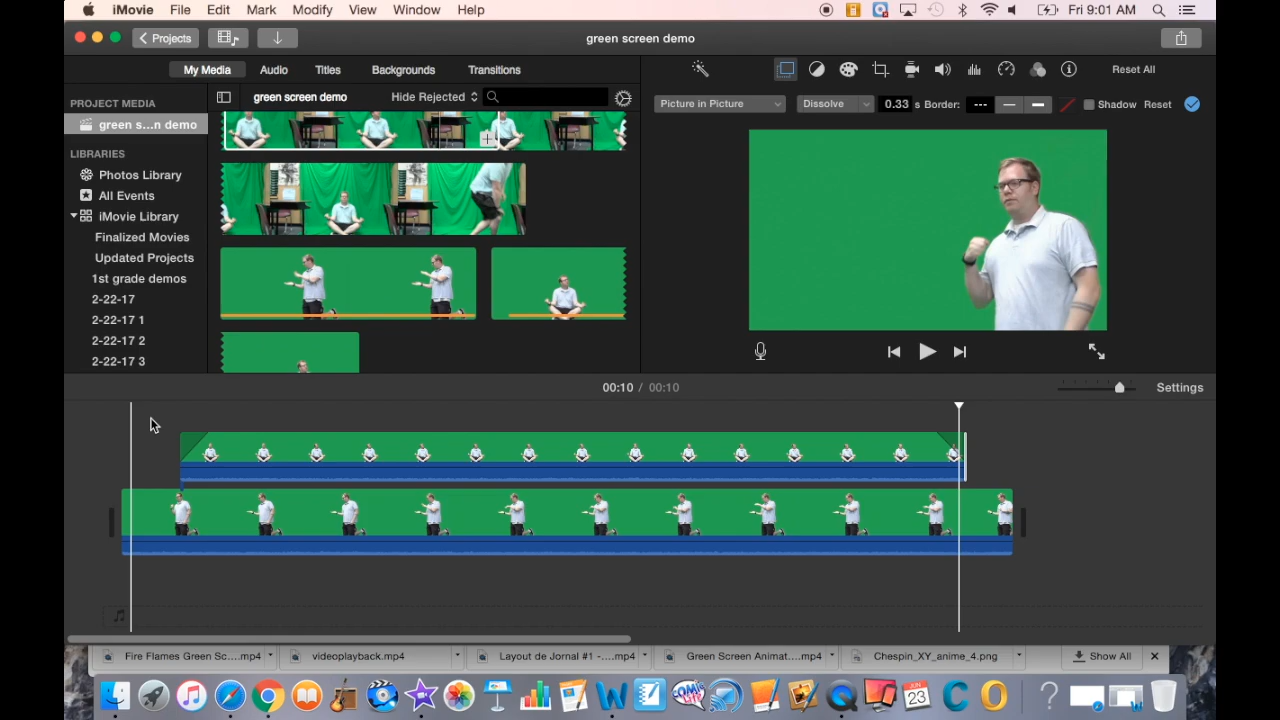 iMovie File Edit Mark Modify View Window Help Fri 9:01 AM
Projects green screen demo
My Media Audio Titles Backgrounds Transitions Reset All
PROJECT MEDIA green screen demo Hide Rejected Picture in Picture Dissolve 0.33 s Border: Shadow Reset
green s...n demo
LIBRARIES
Photos Library
All Events
iMovie Library
Finalized Movies
Updated Projects
1st grade demos
2-22-17
2-22-17 1
2-22-17 2
2-22-17 3
00:10 / 00:10 Settings
Fire Flames Green Sc....mp4 videoplayback.mp4 Layout de Jornal #1 -....mp4 Green Screen Animat....mp4 Chespin_XY_anime_4.png Show All
JUN
23